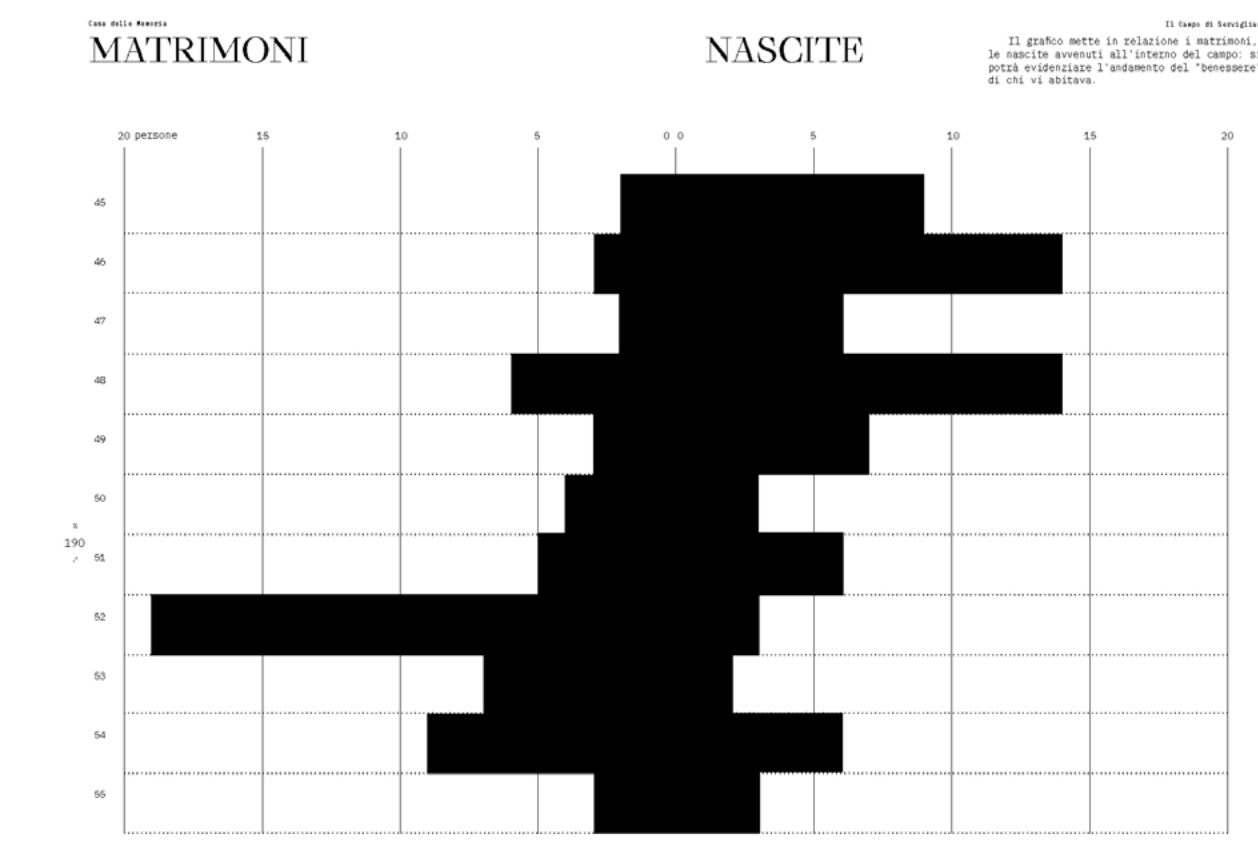 Casa della Memoria
MATRIMONI
NASCITE
Il Campo di Servigliano
Il grafico mette in relazione i matrimoni,
le nascite avvenuti all'interno del campo: si
potrà evidenziare l'andamento del "benessere"
di chi vi abitava.
20 persone 15 10 5 0 0 5 10 15 20
45
46
47
48
49
50
x
190
/
51
52
53
54
55